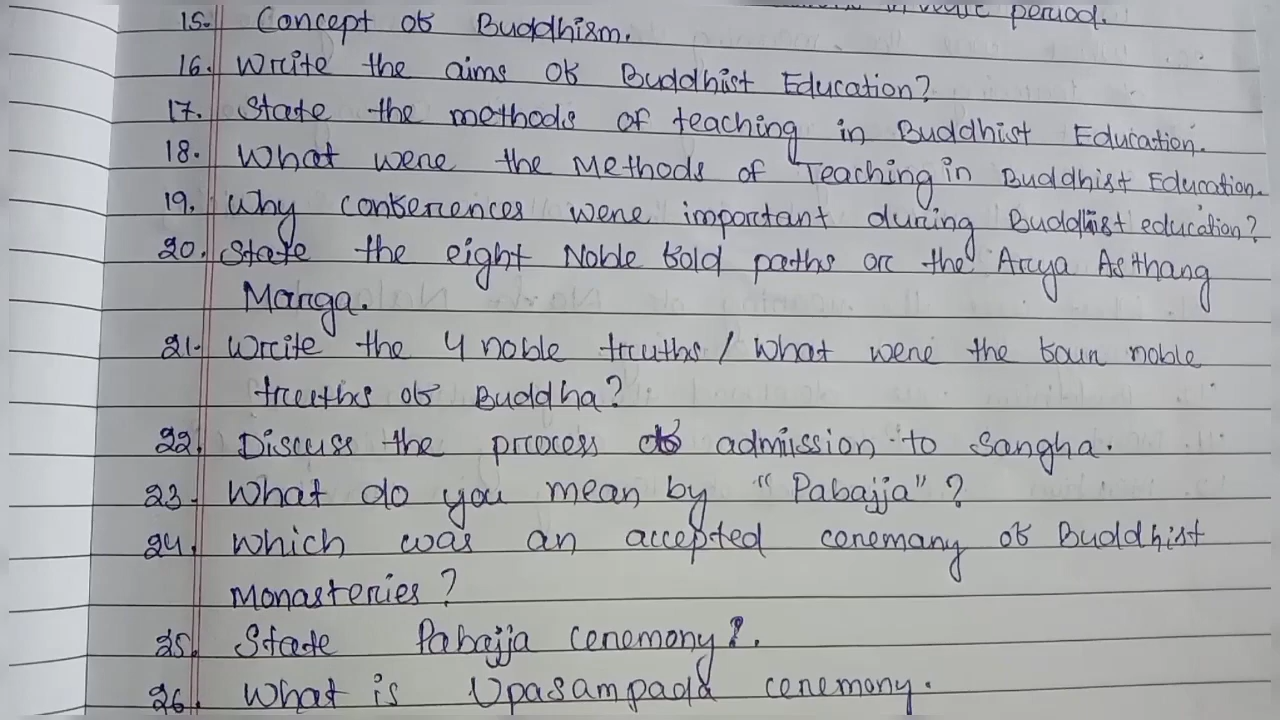 period.
15. Concept of Buddhism.
16. Write the aims of Buddhist Education?
17. State the methods of teaching in Buddhist Education.
18. What were the Methods of Teaching in Buddhist Education.
19. Why conferences were important during Buddhist education?
20. State the eight Noble fold paths or the Arya Asthang
Marga.
21. Write the 4 noble truths / What were the four noble
truths of Buddha?
22. Discuss the process of admission to Sangha.
23. What do you mean by "Pabajja"?
24. Which was an accepted ceremany of Buddhist
Monasteries?
25. State Pabajja ceremony?.
26. What is Upasampada ceremony.